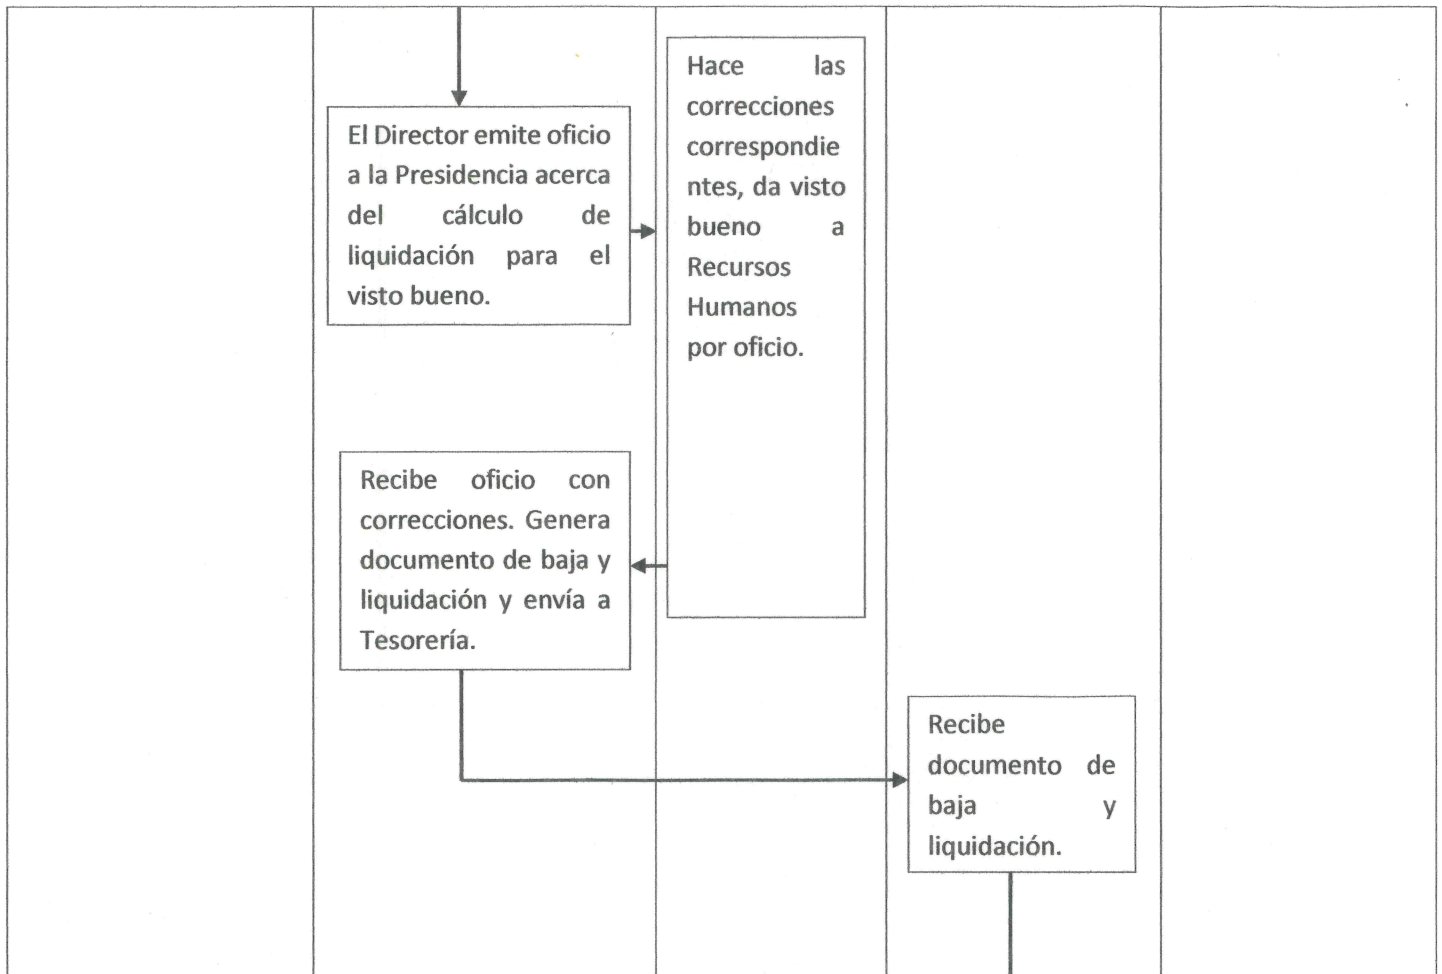 El Director emite oficio
a la Presidencia acerca
del cálculo de
liquidación para el
visto bueno.
Hace las
correcciones
correspondie
ntes, da visto
bueno a
Recursos
Humanos
por oficio.
Recibe oficio con
correcciones. Genera
documento de baja y
liquidación y envía a
Tesorería.
Recibe
documento de
baja y
liquidación.